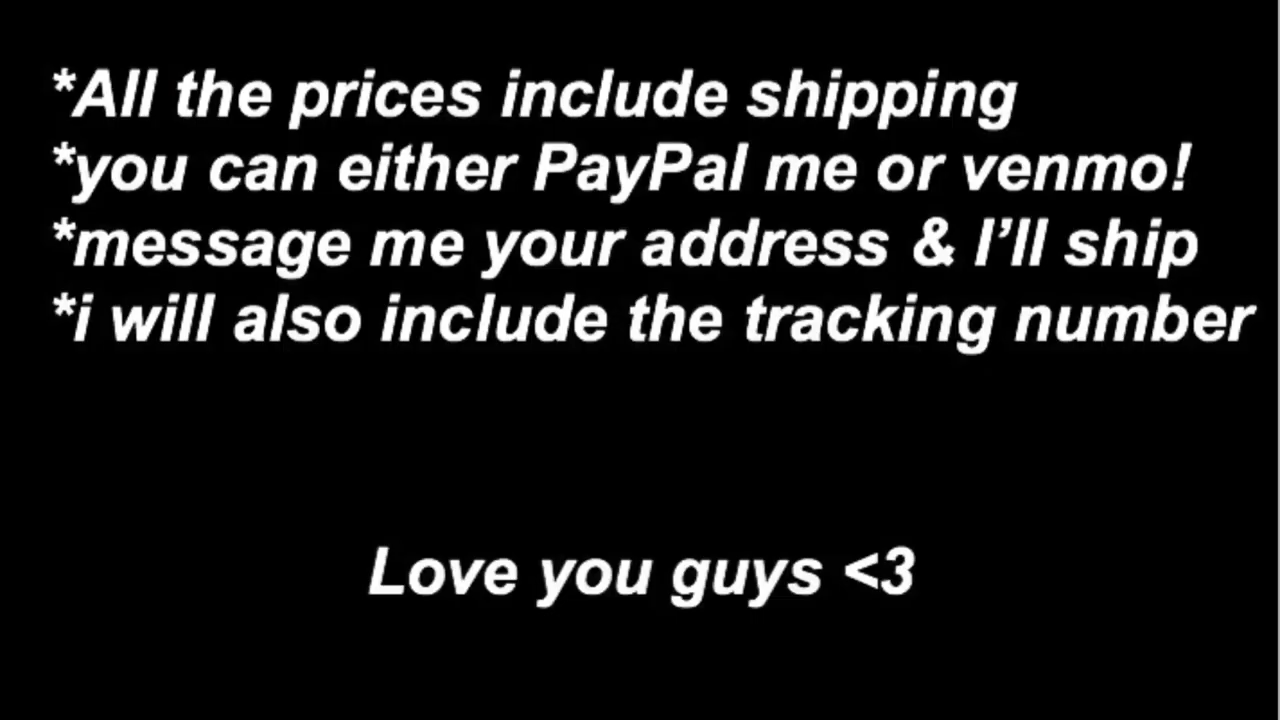 *All the prices include shipping
*you can either PayPal me or venmo!
*message me your address & I’ll ship
*i will also include the tracking number
Love you guys <3